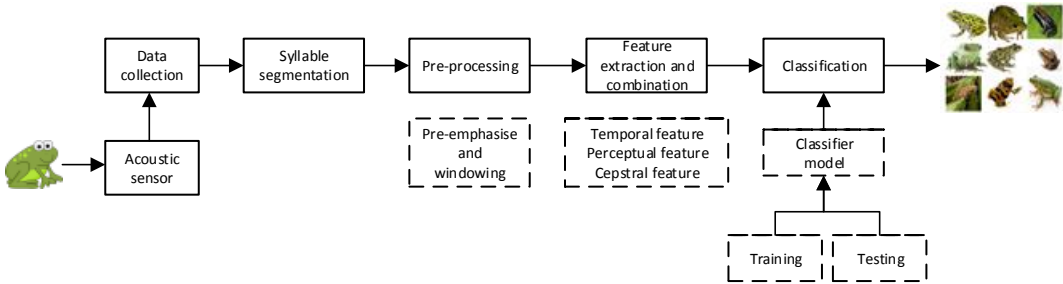 Data
collection
Syllable
segmentation
Pre-processing
Feature
extraction and
combination
Classification
Acoustic
sensor
Pre-emphasise
and
windowing
Temporal feature
Perceptual feature
Cepstral feature
Classifier
model
Training
Testing